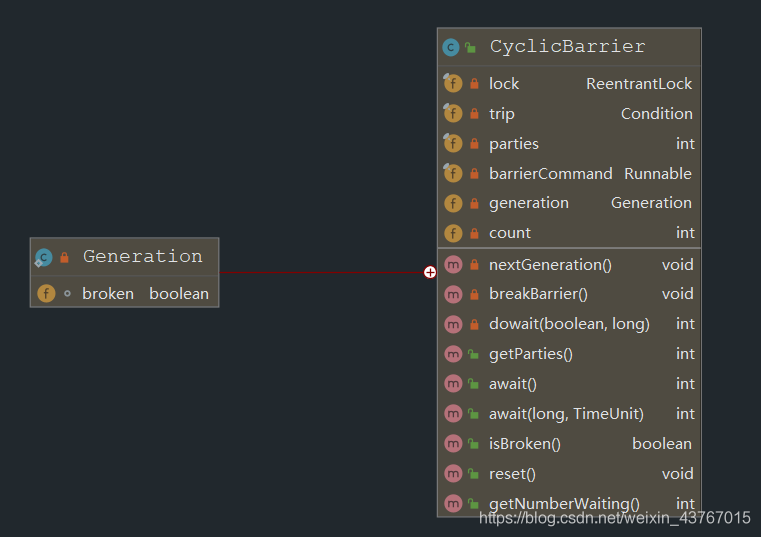 CyclicBarrier
lock ReentrantLock
trip Condition
parties int
barrierCommand Runnable
generation Generation
count int
nextGeneration() void
breakBarrier() void
dowait(boolean, long) int
getParties() int
await() int
await(long, TimeUnit) int
isBroken() boolean
reset() void
getNumberWaiting() int
Generation
broken boolean
https://blog.csdn.net/weixin_43767015